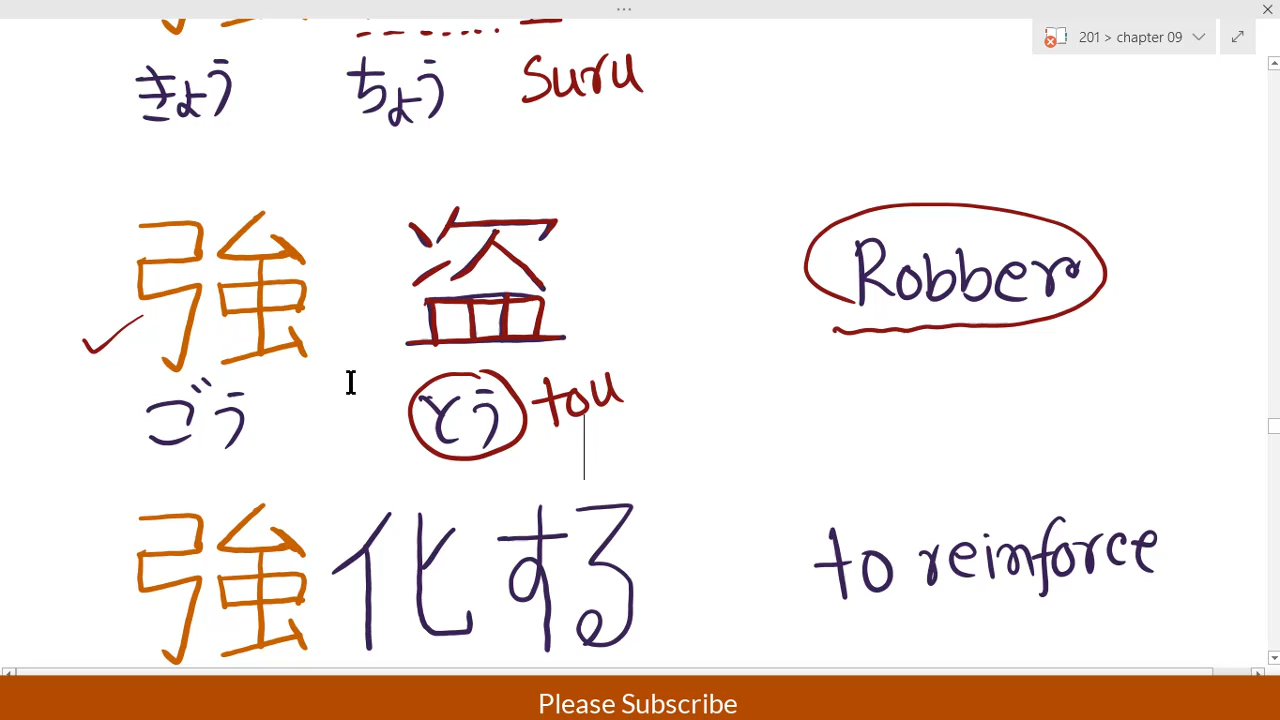 201 > chapter 09
きょう ちょう Suru
強盗 Robber
ごう とう tou
強化する to reinforce
Please Subscribe